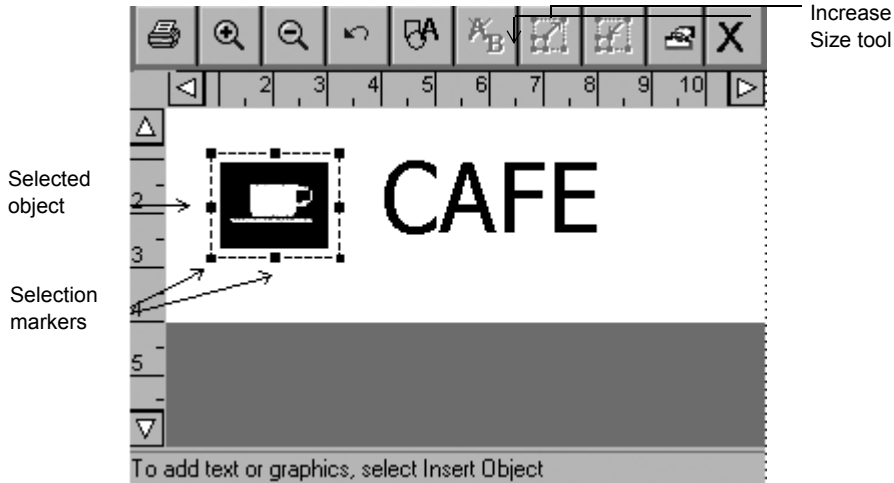 Increase
Size tool
A
A/B
X
2 3 4 5 6 7 8 9 10
CAFE
Selected
object
2
3
Selection
markers
4
5
To add text or graphics, select Insert Object